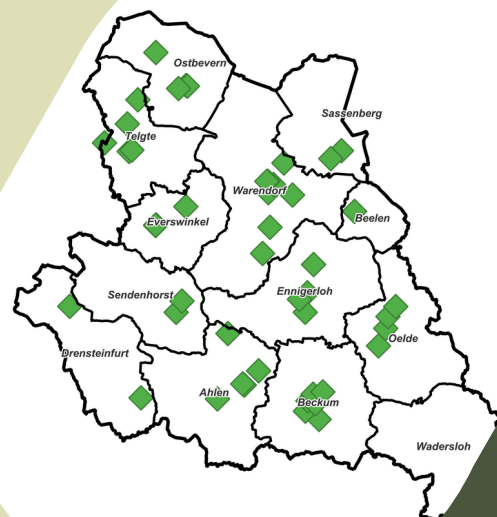 Ostbevern
Sassenberg
Telgte
Warendorf
Everswinkel
Beelen
Sendenhorst
Ennigerloh
Oelde
Drensteinfurt
Ahlen
Beckum
Wadersloh